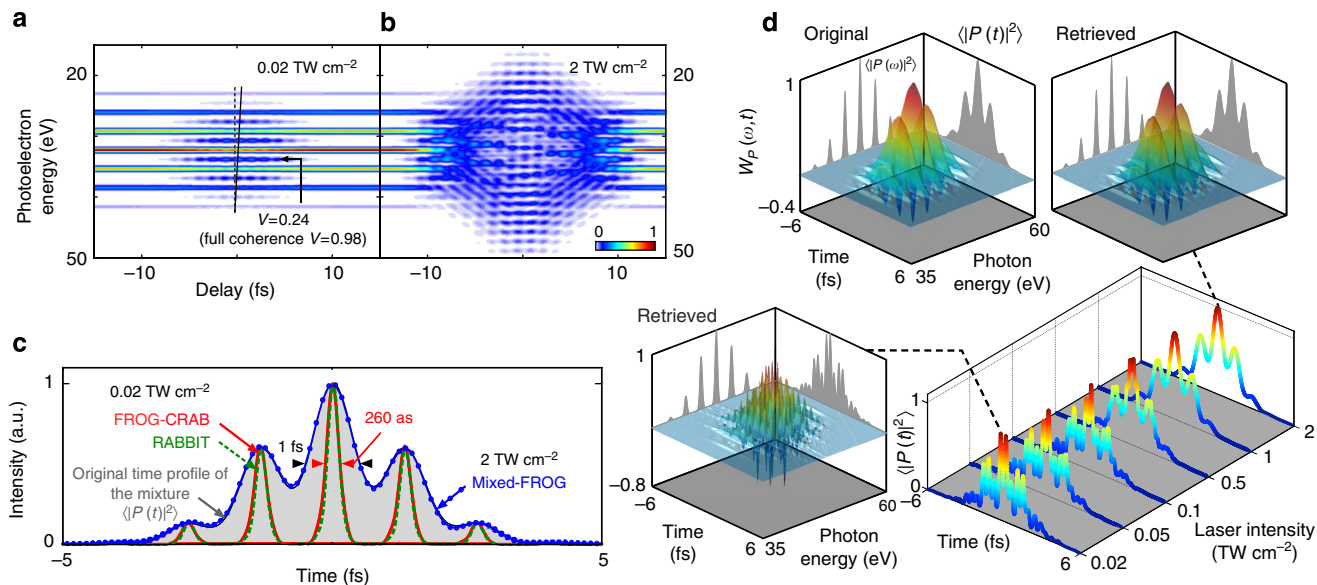 a
b
0.02 TW cm−2
2 TW cm−2
20
50
Photoelectron
energy (eV)
V=0.24
(full coherence V=0.98)
0 1
−10 10
−10 10
20
50
Delay (fs)
c
0.02 TW cm−2
FROG-CRAB
RABBIT
1 fs
260 as
2 TW cm−2
Mixed-FROG
Original time profile of
the mixture
⟨|P (t)|2⟩
Intensity (a.u.)
1
0
−5 5
Time (fs)
d
Original
⟨|P (t)|2⟩
⟨|P (ω)|2⟩
Retrieved
WP (ω,t)
1
−0.4
−6
Time
(fs)
6 35
Photon
energy (eV)
60
Retrieved
1
−0.8
−6
Time
(fs)
6 35
Photon
energy (eV)
60
⟨|P (t)|2⟩
1
0
−6
Time (fs)
6
0.02
0.05
0.1
0.5
1
2
Laser intensity
(TW cm−2)